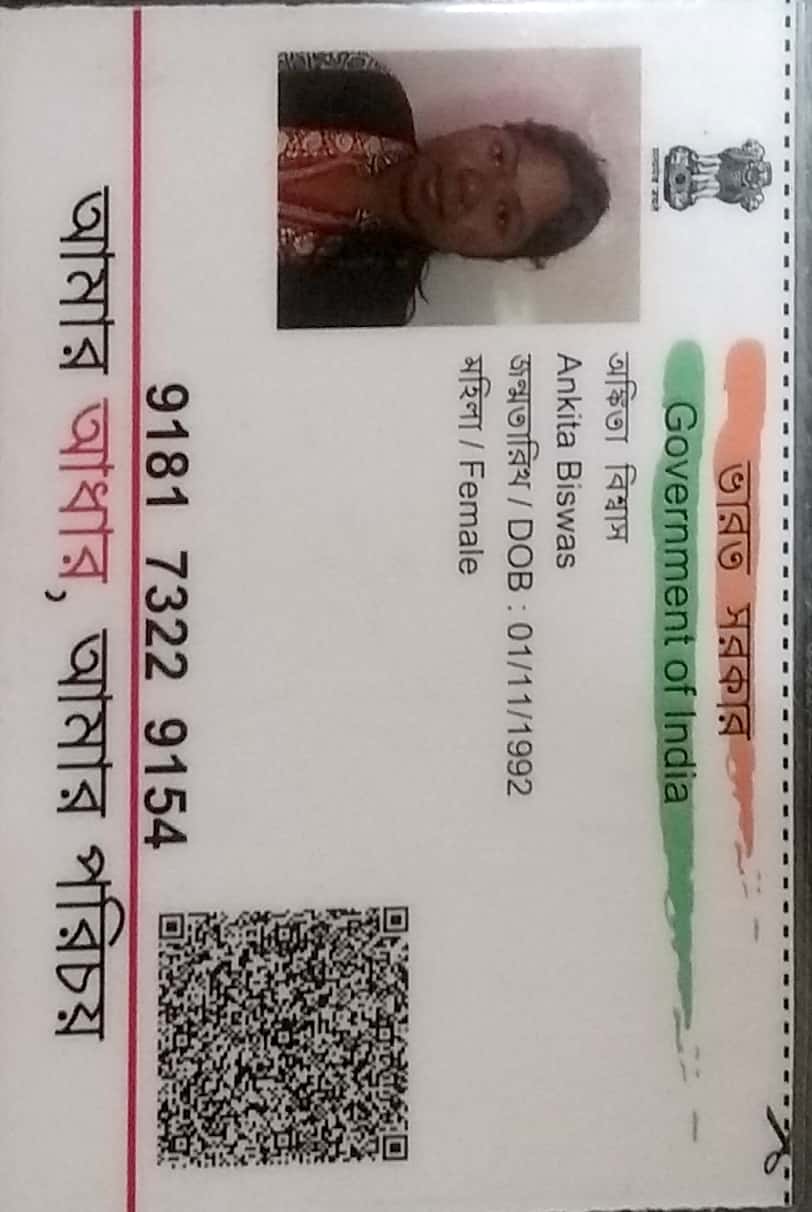 ভারত সরকার
Government of India
सत्यमेव जयते
অঙ্কিতা বিশ্বাস
Ankita Biswas
জন্মতারিখ / DOB : 01/11/1992
মহিলা / Female
9181 7322 9154
আমার আধার, আমার পরিচয়